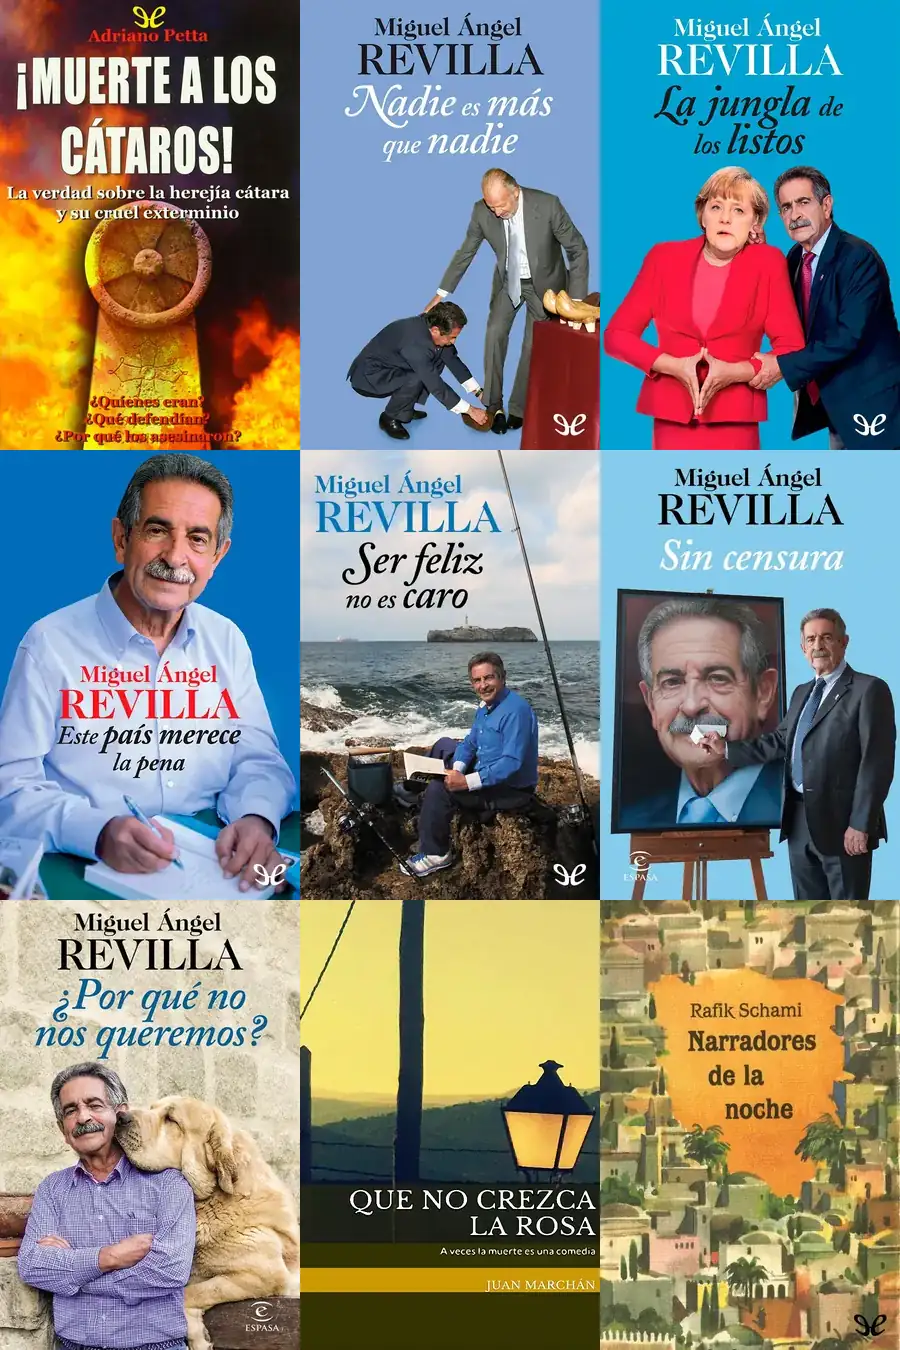 Adriano Petta
¡MUERTE A LOS
CÁTAROS!
La verdad sobre la herejía cátara
y su cruel exterminio
¿Quienes eran?
¿Qué defendían?
¿Por qué los asesinaron?
Miguel Ángel
REVILLA
Nadie es más
que nadie
Miguel Ángel
REVILLA
La jungla de
los listos
Miguel Ángel
REVILLA
Este país merece
la pena
Miguel Ángel
REVILLA
Ser feliz
no es caro
Miguel Ángel
REVILLA
Sin censura
ESPASA
Miguel Ángel
REVILLA
¿Por qué no
nos queremos?
ESPASA
QUE NO CREZCA
LA ROSA
A veces la muerte es una comedia
JUAN MARCHÁN
Rafik Schami
Narradores
de la
noche